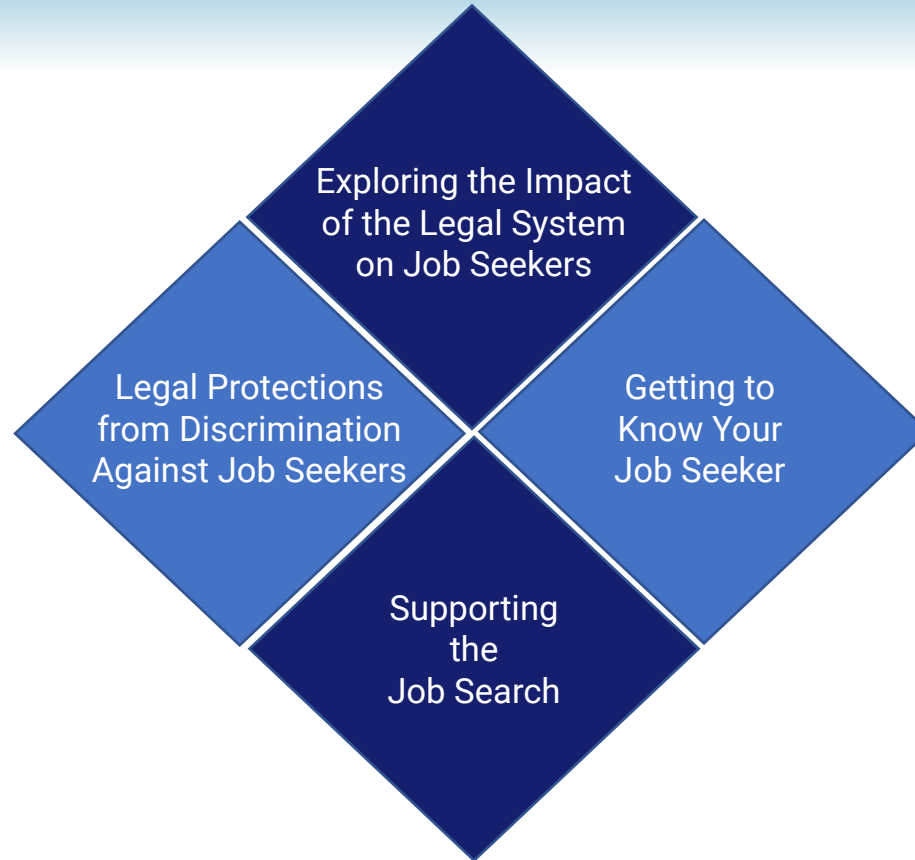 Exploring the Impact
of the Legal System
on Job Seekers
Legal Protections
from Discrimination
Against Job Seekers
Getting to
Know Your
Job Seeker
Supporting
the
Job Search